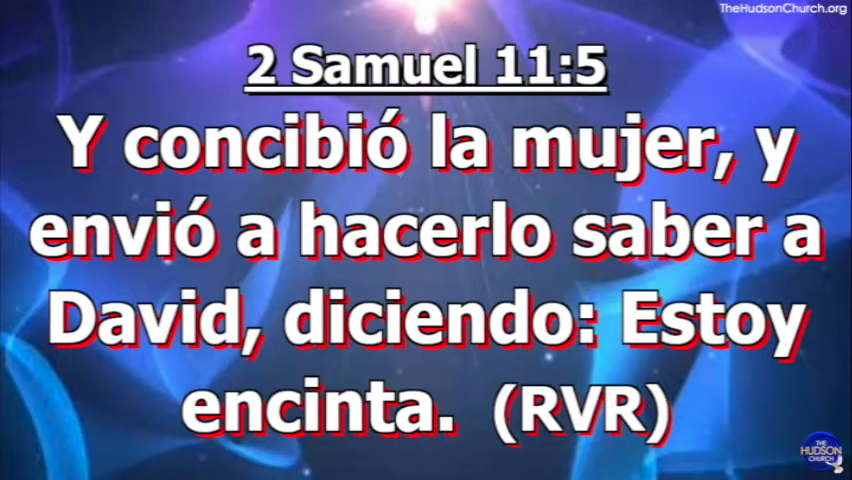 TheHudsonChurch.org
2 Samuel 11:5
Y concibió la mujer, y
envió a hacerlo saber a
David, diciendo: Estoy
encinta. (RVR)
THE
HUDSON
CHURCH